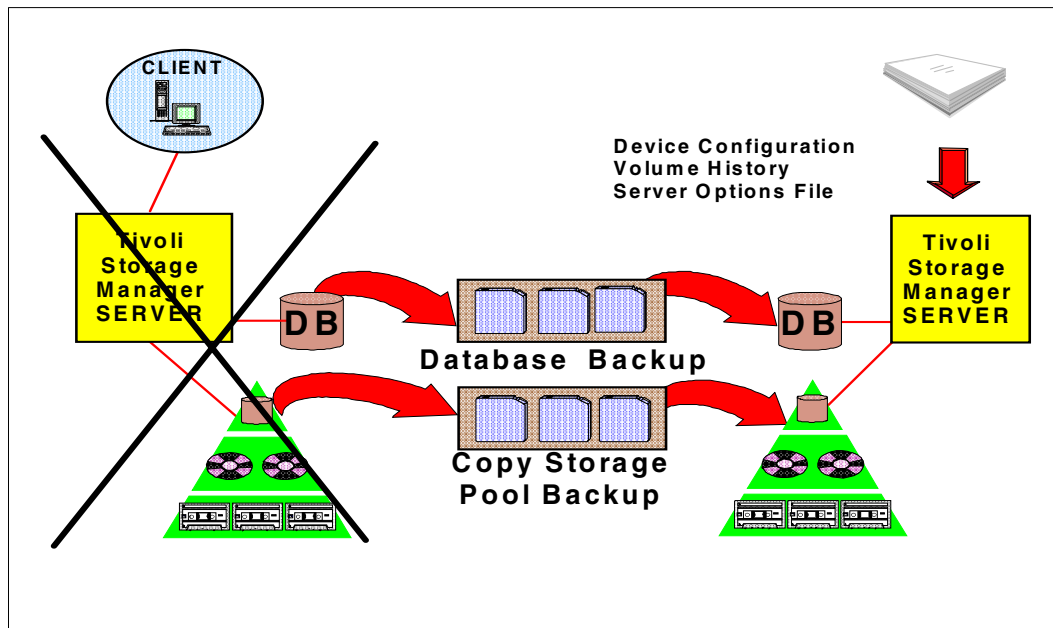 CLIENT
Device Configuration
Volume History
Server Options File
Tivoli
Storage
Manager
SERVER
Tivoli
Storage
Manager
SERVER
DB
DB
Database Backup
Copy Storage
Pool Backup